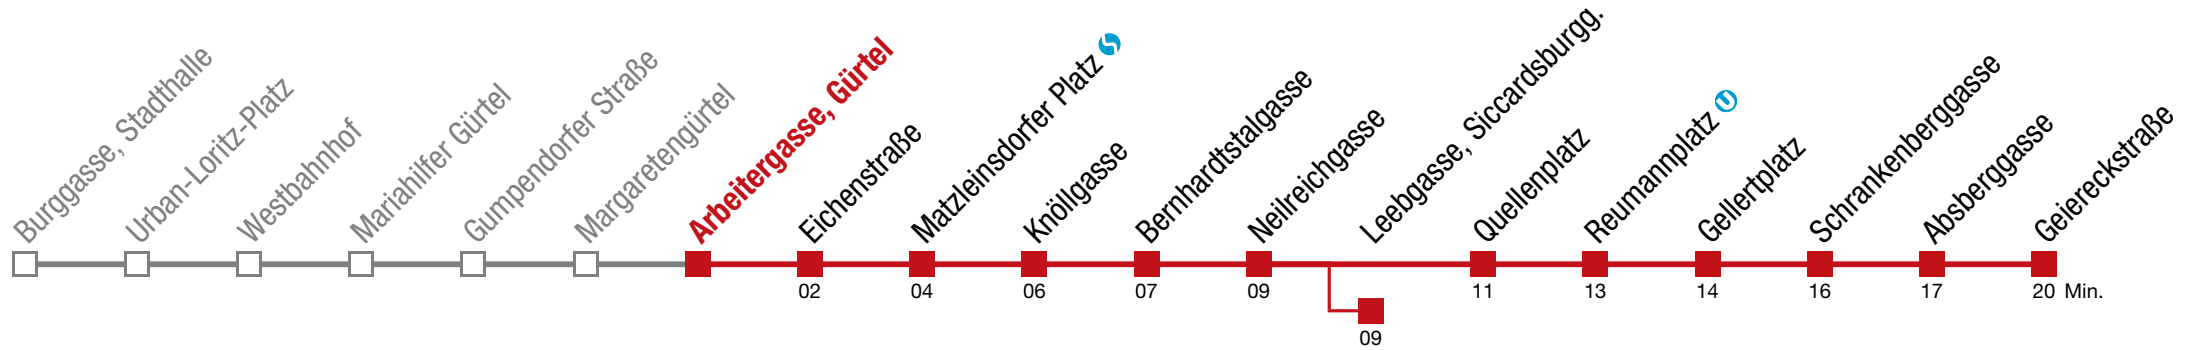 Burggasse, Stadthalle
Urban-Loritz-Platz
Westbahnhof
Mariahilfer Gürtel
Gumpendorfer Straße
Margaretengürtel
Arbeitergasse, Gürtel
Eichenstraße
Matzleinsdorfer Platz
Knöllgasse
Bernhardtstalgasse
Neilreichgasse
Leebgasse, Siccardsburgg.
Quellenplatz
Reumannplatz U
Gellertplatz
Schrankenberggasse
Absberggasse
Geiereckstraße
02 04 06 07 09 11 13 14 16 17 20 Min.
09